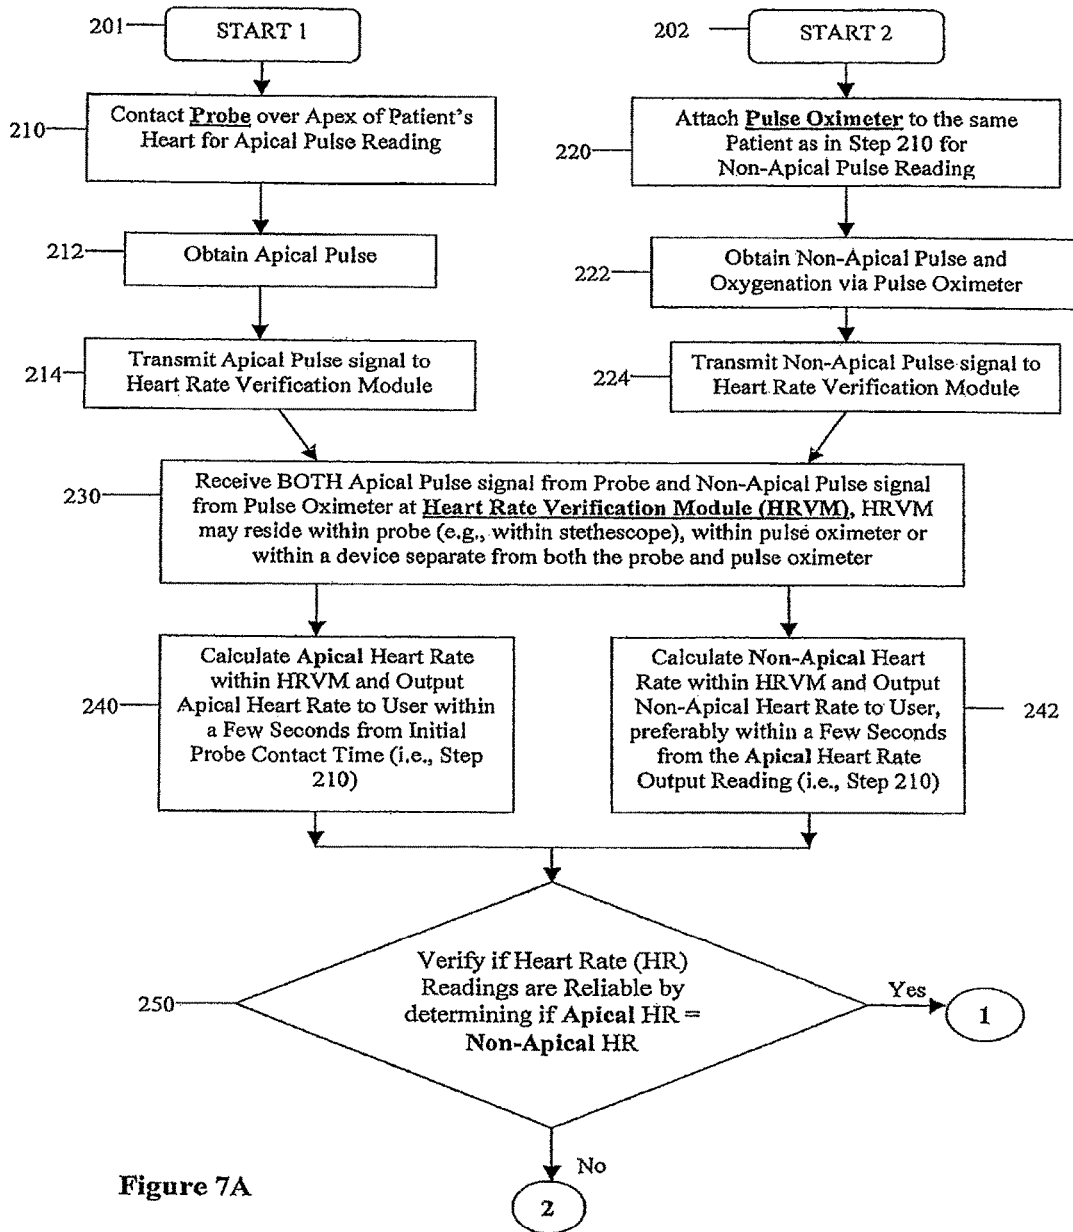 201
START 1
202
START 2
210
Contact Probe over Apex of Patient's
Heart for Apical Pulse Reading
220
Attach Pulse Oximeter to the same
Patient as in Step 210 for
Non-Apical Pulse Reading
212
Obtain Apical Pulse
222
Obtain Non-Apical Pulse and
Oxygenation via Pulse Oximeter
214
Transmit Apical Pulse signal to
Heart Rate Verification Module
224
Transmit Non-Apical Pulse signal to
Heart Rate Verification Module
230
Receive BOTH Apical Pulse signal from Probe and Non-Apical Pulse signal
from Pulse Oximeter at Heart Rate Verification Module (HRVM), HRVM
may reside within probe (e.g., within stethescope), within pulse oximeter or
within a device separate from both the probe and pulse oximeter
240
Calculate Apical Heart Rate
within HRVM and Output
Apical Heart Rate to User within
a Few Seconds from Initial
Probe Contact Time (i.e., Step
210)
Calculate Non-Apical Heart
Rate within HRVM and Output
Non-Apical Heart Rate to User,
preferably within a Few Seconds
from the Apical Heart Rate
Output Reading (i.e., Step 210)
242
250
Verify if Heart Rate (HR)
Readings are Reliable by
determining if Apical HR =
Non-Apical HR
Yes
1
No
2
Figure 7A